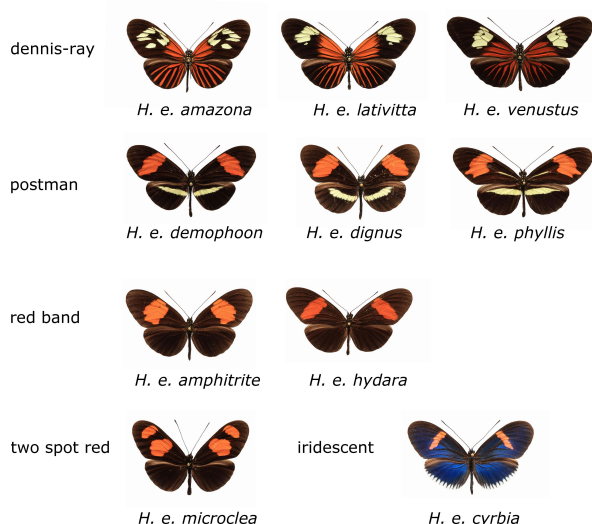 dennis-ray
H. e. amazona H. e. lativitta H. e. venustus
postman
H. e. demophoon H. e. dignus H. e. phyllis
red band
H. e. amphitrite H. e. hydara
two spot red iridescent
H. e. microclea H. e. cyrbia